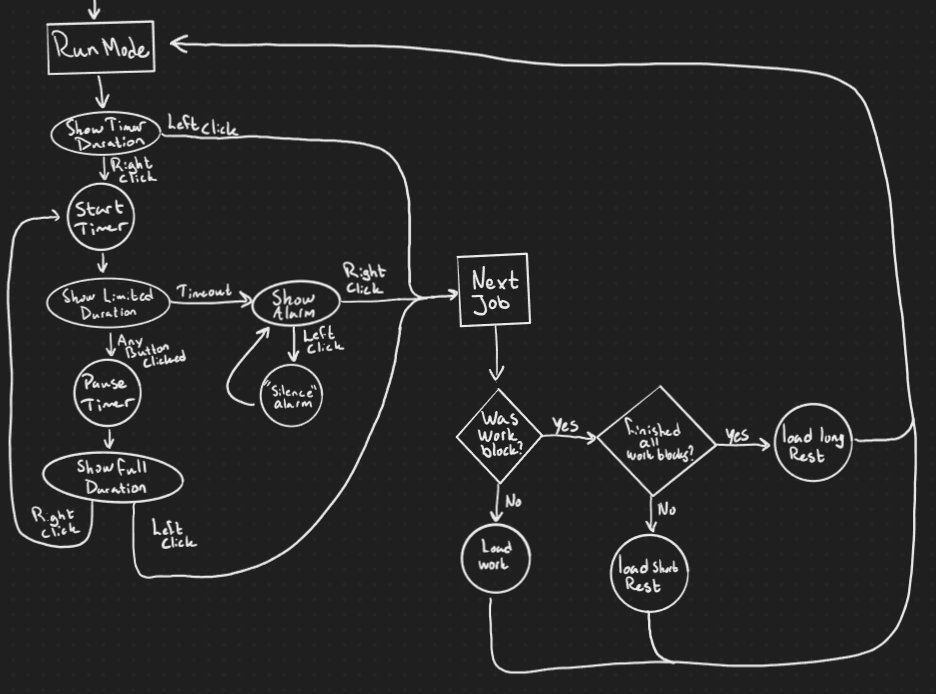 Run Mode
Show Timer
Duration
Left Click
Right
Click
Start
Timer
Show Limited
Duration
Timeout
Show
Alarm
Right
Click
Next
Job
Any
Button
Clicked
Left
Click
Pause
Timer
"Silence"
alarm
Was
Work
block?
Yes
finished
all
work blocks?
Yes
load long
Rest
Show full
Duration
Right
Click
Left
Click
No
No
Load
work
load Short
Rest